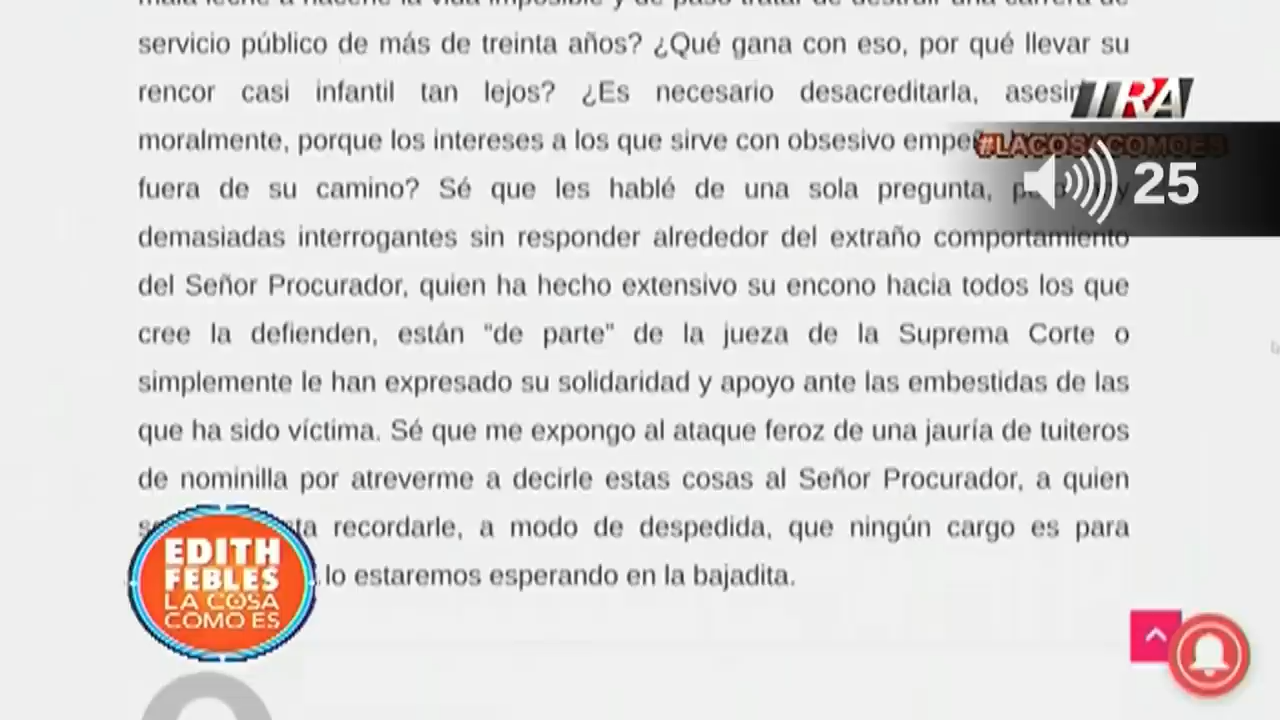 servicio público de más de treinta años? ¿Qué gana con eso, por qué llevar su
rencor casi infantil tan lejos? ¿Es necesario desacreditarla,
moralmente, porque los intereses a los que sirve con obsesivo
fuera de su camino? Sé que les hablé de una sola pregunta,
demasiadas interrogantes sin responder alrededor del extraño comportamiento
del Señor Procurador, quien ha hecho extensivo su encono hacia todos los que
cree la defienden, están "de parte" de la jueza de la Suprema Corte o
simplemente le han expresado su solidaridad y apoyo ante las embestidas de las
que ha sido víctima. Sé que me expongo al ataque feroz de una jauría de tuiteros
de nominilla por atreverme a decirle estas cosas al Señor Procurador, a quien
recordarle, a modo de despedida, que ningún cargo es para
lo estaremos esperando en la bajadita.
TRA
#LACOSACOMOES
25
EDITH
FEBLES
LA COSA
COMO ES